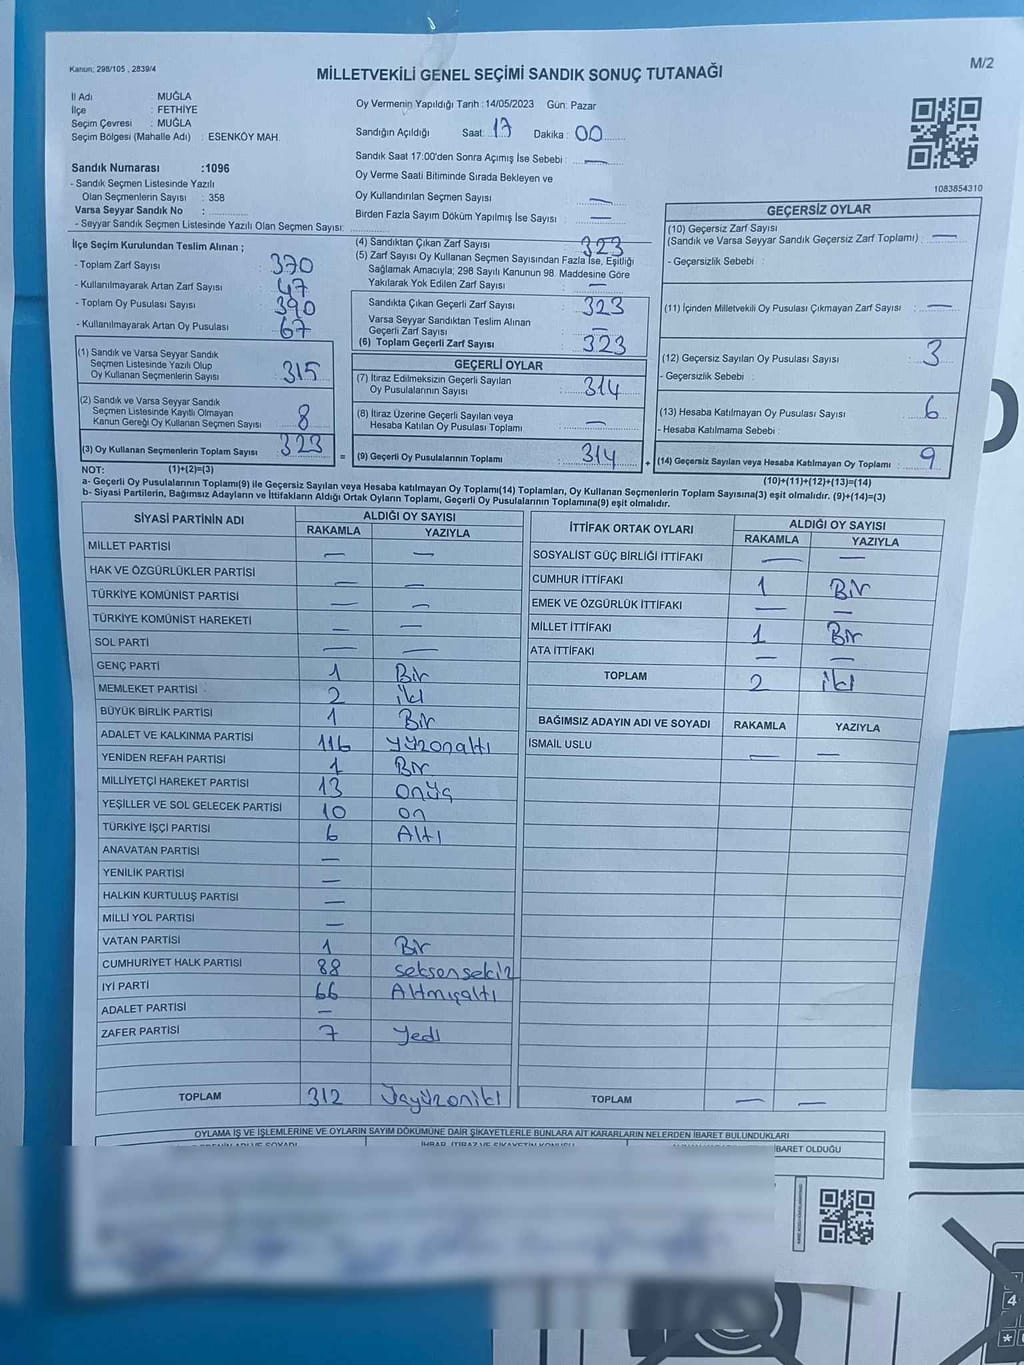 Kanun; 298/105 , 2839/4
MİLLETVEKİLİ GENEL SEÇİMİ SANDIK SONUÇ TUTANAĞI
M/2
İl Adı MUĞLA
İlçe : FETHİYE
Seçim Çevresi : MUĞLA
Seçim Bölgesi (Mahalle Adı) : ESENKÖY MAH.
Sandık Numarası :1096
- Sandık Seçmen Listesinde Yazılı
Olan Seçmenlerin Sayısı : 358
Varsa Seyyar Sandık No :
- Seyyar Sandık Seçmen Listesinde Yazılı Olan Seçmen Sayısı:
Oy Vermenin Yapıldığı Tarih :14/05/2023 Gün: Pazar
Sandığın Açıldığı Saat: 17 Dakika : 00
Sandık Saat 17:00'den Sonra Açımış İse Sebebi : —
Oy Verme Saati Bitiminde Sırada Bekleyen ve
Oy Kullandırılan Seçmen Sayısı —
Birden Fazla Sayım Döküm Yapılmış İse Sayısı —
1083854310
İlçe Seçim Kurulundan Teslim Alınan ;
- Toplam Zarf Sayısı : 370
- Kullanılmayarak Artan Zarf Sayısı : 47
- Toplam Oy Pusulası Sayısı : 390
- Kullanılmayarak Artan Oy Pusulası : 67
(1) Sandık ve Varsa Seyyar Sandık
Seçmen Listesinde Yazılı Olup
Oy Kullanan Seçmenlerin Sayısı : 315
(2) Sandık ve Varsa Seyyar Sandık
Seçmen Listesinde Kayıtlı Olmayan
Kanun Gereği Oy Kullanan Seçmen Sayısı : 8
(3) Oy Kullanan Seçmenlerin Toplam Sayısı : 323
(4) Sandıktan Çıkan Zarf Sayısı : 323
(5) Zarf Sayısı Oy Kullanan Seçmen Sayısından Fazla İse, Eşitliği
Sağlamak Amacıyla; 298 Sayılı Kanunun 98. Maddesine Göre
Yakılarak Yok Edilen Zarf Sayısı : —
Sandıkta Çıkan Geçerli Zarf Sayısı : 323
Varsa Seyyar Sandıktan Teslim Alınan
Geçerli Zarf Sayısı : —
(6) Toplam Geçerli Zarf Sayısı : 323
GEÇERLİ OYLAR
(7) İtiraz Edilmeksizin Geçerli Sayılan
Oy Pusulalarının Sayısı : 314
(8) İtiraz Üzerine Geçerli Sayılan veya
Hesaba Katılan Oy Pusulası Toplamı : —
= (9) Geçerli Oy Pusulalarının Toplamı : 314
GEÇERSİZ OYLAR
(10) Geçersiz Zarf Sayısı
(Sandık ve Varsa Seyyar Sandık Geçersiz Zarf Toplamı) : —
- Geçersizlik Sebebi :
(11) İçinden Milletvekili Oy Pusulası Çıkmayan Zarf Sayısı : —
(12) Geçersiz Sayılan Oy Pusulası Sayısı : 3
- Geçersizlik Sebebi :
(13) Hesaba Katılmayan Oy Pusulası Sayısı : 6
- Hesaba Katılmama Sebebi :
+ (14) Geçersiz Sayılan veya Hesaba Katılmayan Oy Toplamı : 9
NOT: (1)+(2)=(3)
(10)+(11)+(12)+(13)=(14)
a- Geçerli Oy Pusulalarının Toplamı(9) ile Geçersiz Sayılan veya Hesaba katılmayan Oy Toplamı(14) Toplamları, Oy Kullanan Seçmenlerin Toplam Sayısına(3) eşit olmalıdır. (9)+(14)=(3)
b- Siyasi Partilerin, Bağımsız Adayların ve İttifakların Aldığı Ortak Oyların Toplamı, Geçerli Oy Pusulalarının Toplamına(9) eşit olmalıdır.
SİYASİ PARTİNİN ADI ALDIĞI OY SAYISI
RAKAMLA YAZIYLA
MİLLET PARTİSİ — —
HAK VE ÖZGÜRLÜKLER PARTİSİ — —
TÜRKİYE KOMÜNİST PARTİSİ — —
TÜRKİYE KOMÜNİST HAREKETİ — —
SOL PARTİ — —
GENÇ PARTİ 1 Bir
MEMLEKET PARTİSİ 2 iki
BÜYÜK BİRLİK PARTİSİ 1 Bir
ADALET VE KALKINMA PARTİSİ 116 yüzonaltı
YENİDEN REFAH PARTİSİ 1 Bir
MİLLİYETÇİ HAREKET PARTİSİ 13 onüç
YEŞİLLER VE SOL GELECEK PARTİSİ 10 on
TÜRKİYE İŞÇİ PARTİSİ 6 Altı
ANAVATAN PARTİSİ —
YENİLİK PARTİSİ —
HALKIN KURTULUŞ PARTİSİ —
MİLLİ YOL PARTİSİ —
VATAN PARTİSİ 1 Bir
CUMHURİYET HALK PARTİSİ 88 seksensekiz
İYİ PARTİ 66 Altmışaltı
ADALET PARTİSİ —
ZAFER PARTİSİ 7 Yedi
TOPLAM 312 Üçyüzoniki
İTTİFAK ORTAK OYLARI ALDIĞI OY SAYISI
RAKAMLA YAZIYLA
SOSYALİST GÜÇ BİRLİĞİ İTTİFAKI — —
CUMHUR İTTİFAKI 1 Bir
EMEK VE ÖZGÜRLÜK İTTİFAKI — —
MİLLET İTTİFAKI 1 Bir
ATA İTTİFAKI — —
TOPLAM 2 iki
BAĞIMSIZ ADAYIN ADI VE SOYADI RAKAMLA YAZIYLA
İSMAİL USLU — —
TOPLAM — —
OYLAMA İŞ VE İŞLEMLERİNE VE OYLARIN SAYIM DÖKÜMÜNE DAİR ŞİKAYETLERLE BUNLARA AİT KARARLARIN NELERDEN İBARET BULUNDUKLARI
İBARET OLDUĞU
4
*